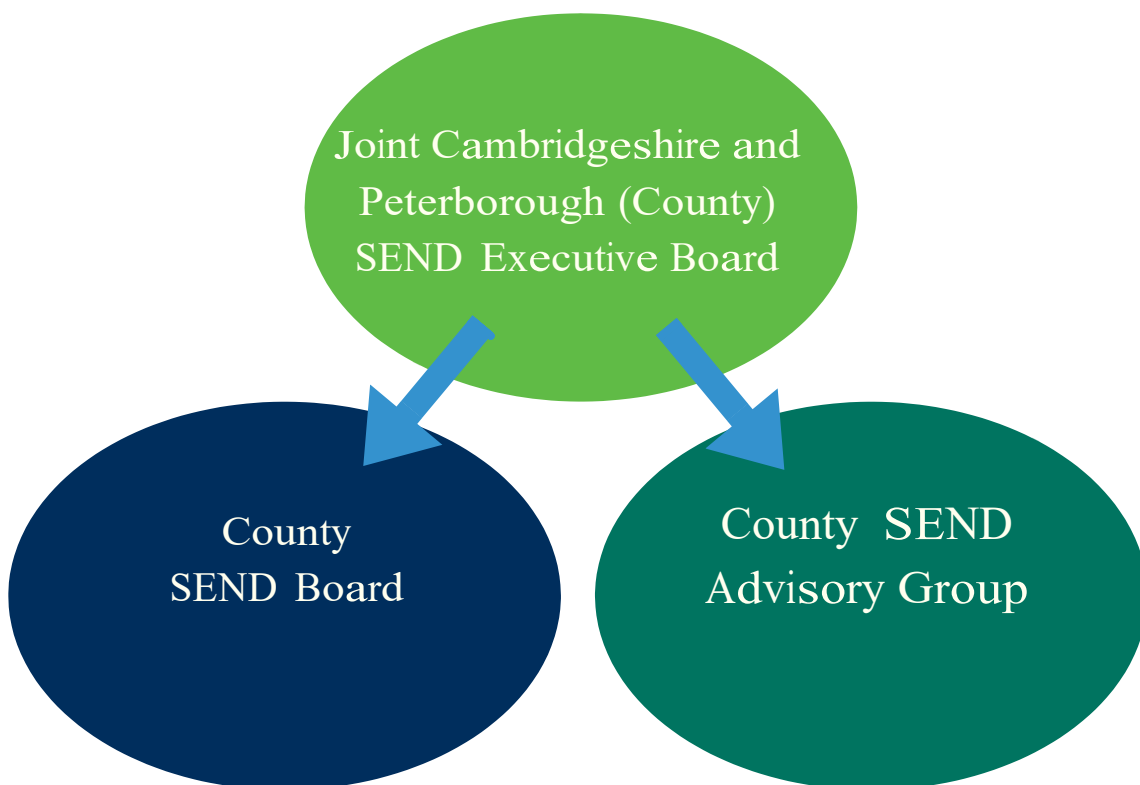 Joint Cambridgeshire and
Peterborough (County)
SEND Executive Board
County
SEND Board
County SEND
Advisory Group